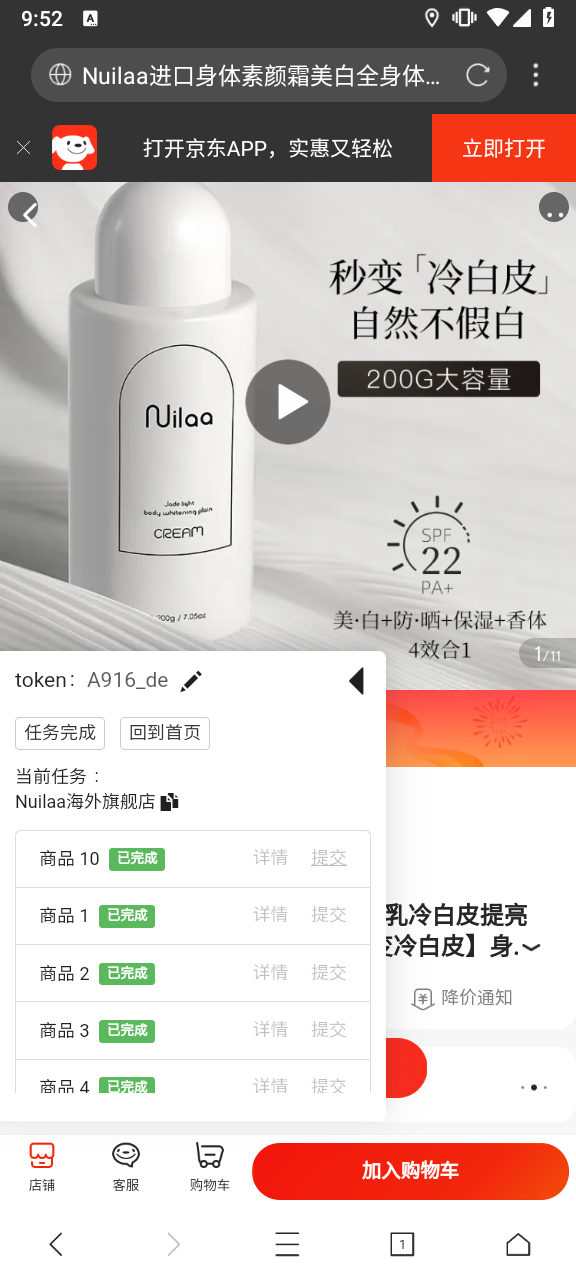 9:52
A
Nuilaa进口身体素颜霜美白全身体...
打开京东APP，实惠又轻松
立即打开
秒变「冷白皮」
自然不假白
200G大容量
Nilaa
Jade light
body whitening plain
CREAM
200g / 7.05oz
SPF
22
PA+
美·白+防·晒+保湿+香体
4效合1
1/11
token： A916_de
任务完成 回到首页
当前任务：
Nuilaa海外旗舰店
商品 10 已完成 详情 提交
商品 1 已完成 详情 提交
商品 2 已完成 详情 提交
商品 3 已完成 详情 提交
商品 4 已完成 详情 提交
乳冷白皮提亮
变冷白皮】身.
降价通知
店铺
客服
购物车
加入购物车
1